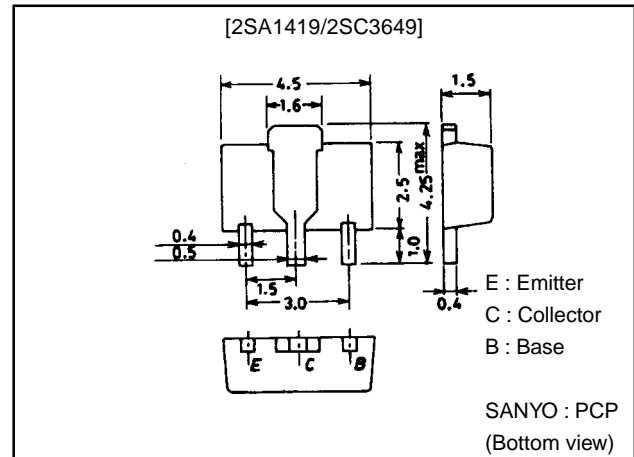 [2SA1419/2SC3649]
4.5
1.6
1.5
2.5
4.25max
1.0
0.4
0.5
1.5
3.0
0.4
E : Emitter
C : Collector
B : Base
E C B
SANYO : PCP
(Bottom view)